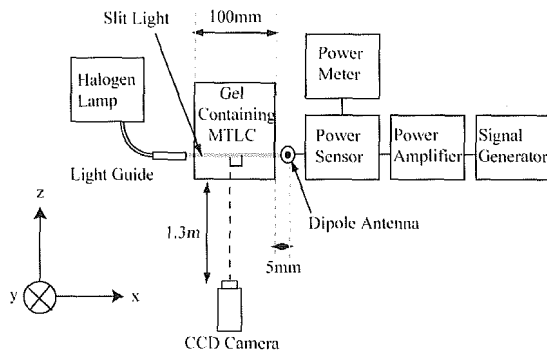 Slit Light
100mm
Halogen
Lamp
Gel
Containing
MTLC
Power
Meter
Power
Sensor
Power
Amplifier
Signal
Generator
Light Guide
Dipole Antenna
1.3m
5mm
z
y
x
CCD Camera